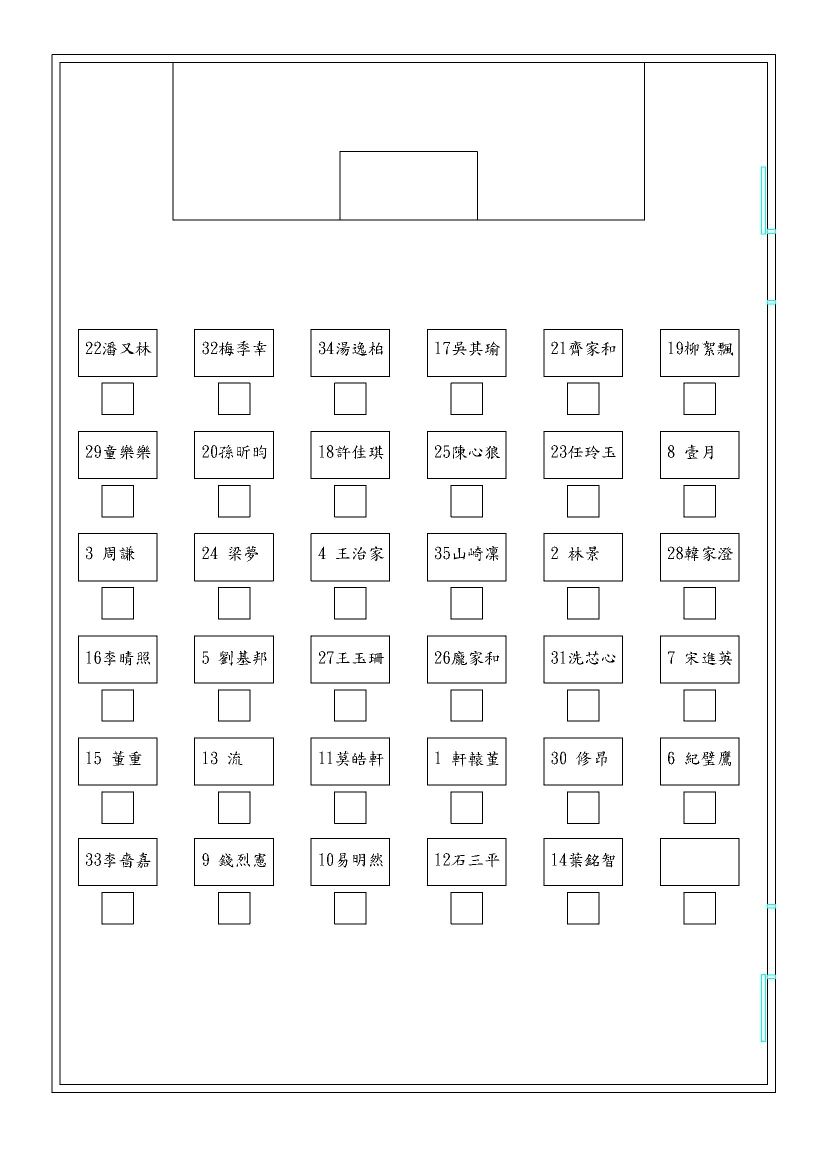 22潘又林 32梅季幸 34湯逸柏 17吳其瑜 21齊家和 19柳絮飄
29童樂樂 20孫昕昀 18許佳琪 25陳心狼 23任玲玉 8 壹月
3 周謙 24 梁夢 4 王治家 35山崎凜 2 林景 28韓家澄
16李晴照 5 劉基邦 27王玉珊 26龐家和 31洗芯心 7 宋進英
15 董重 13 流 11莫皓軒 1 軒轅堇 30 修昂 6 紀璧鷹
33李嗇嘉 9 錢烈憲 10易明然 12石三平 14葉銘智